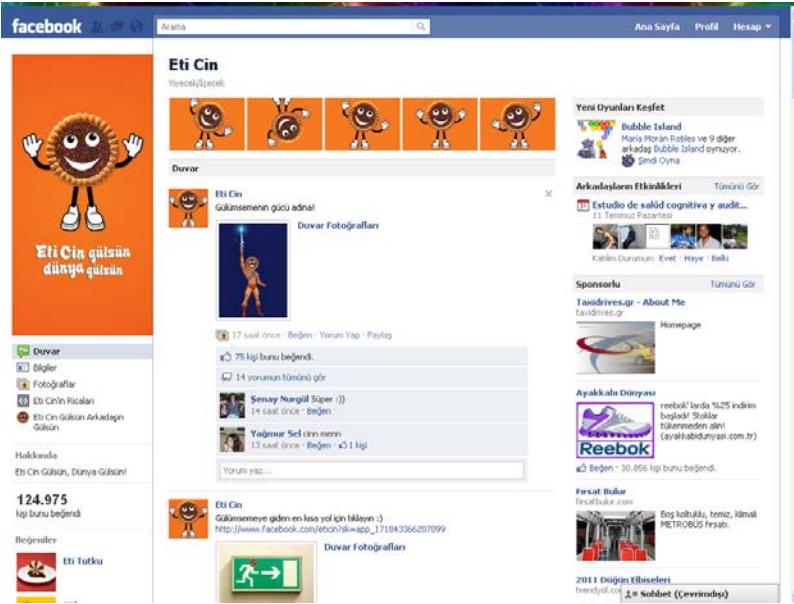 facebook
Arama
Ana Sayfa Profil Hesap
Eti Cin
Yiyecek/İçecek
Eti Cin gülsün
dünya gülsün
Duvar
Bilgiler
Fotoğraflar
Eti Cin'in Ricaları
Eti Cin Gülsün Arkadaşın
Gülsün
Hakkında
Eti Cin Gülsün, Dünya Gülsün!
124.975
kişi bunu beğendi
Beğeniler
Eti Tutku
Duvar
Eti Cin
Gülümsemenin gücü adına!
Duvar Fotoğrafları
17 saat önce · Beğen · Yorum Yap · Paylaş
75 kişi bunu beğendi.
14 yorumun tümünü gör
Şenay Nurgül Süper :))
14 saat önce · Beğen
Yağmur Sel cinn menn
13 saat önce · Beğen · 1 kişi
Yorum yaz...
Eti Cin
Gülümsemeye giden en kısa yol için tıklayın :)
http://www.facebook.com/eticin?sk=app_171043366207099
Duvar Fotoğrafları
Yeni Oyunları Keşfet
Bubble Island
María Morán Robles ve 9 diğer
arkadaş Bubble Island oynuyor.
Şimdi Oyna
Arkadaşların Etkinlikleri Tümünü Gör
31
Estudio de salúd cognitiva y audit...
11 Temmuz Pazartesi
Katılım Durumun: Evet · Hayır · Belki
Sponsorlu Tümünü Gör
Taxidrives.gr - About Me
taxidrives.gr
Homepage
Ayakkabı Dünyası
reebok'larda %25 indirim
başladı! Stoklar
tükenmeden alın!
(ayakkabidunyasi.com.tr)
Reebok
Beğen · 30.856 kişi bunu beğendi.
Fırsat Bulur
firsatbulur.com
Boş koltuklu, temiz, klimalı
METROBÜS fırsatı.
2011 Düğün Elbiseleri
trendyol.co
Sohbet (Çevrimdışı)